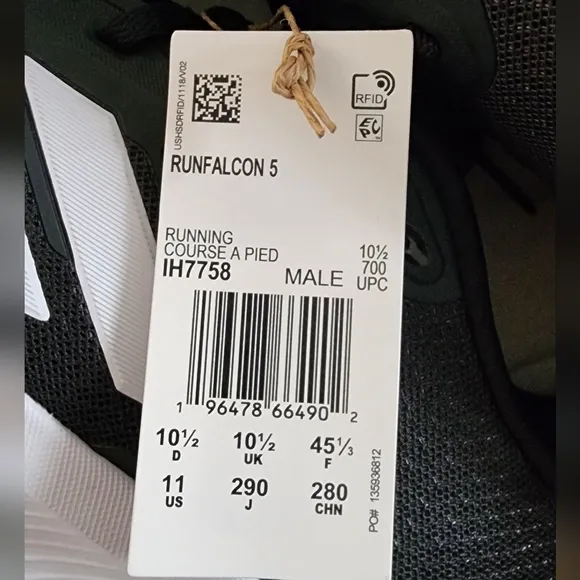 USHSDRFID/1118/V02
RFID
EPC
RUNFALCON 5
RUNNING
COURSE A PIED
IH7758
MALE
10½
700
UPC
1 96478 66490 2
10½ 10½ 45⅓
D UK F
11 290 280
US J CHN
PO# 135936812